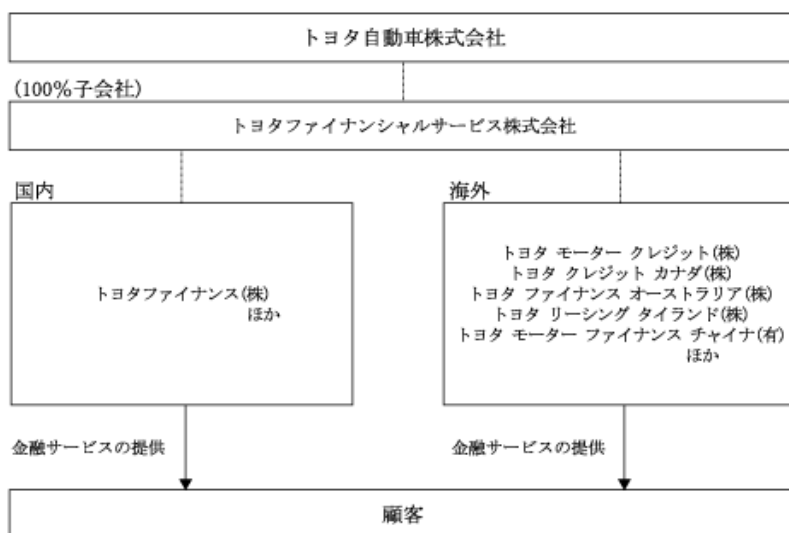 トヨタ自動車株式会社
(100%子会社)
トヨタファイナンシャルサービス株式会社
国内
海外
トヨタファイナンス(株)
ほか
トヨタ モーター クレジット(株)
トヨタ クレジット カナダ(株)
トヨタ ファイナンス オーストラリア(株)
トヨタ リーシング タイランド(株)
トヨタ モーター ファイナンス チャイナ(有)
ほか
金融サービスの提供
金融サービスの提供
顧客